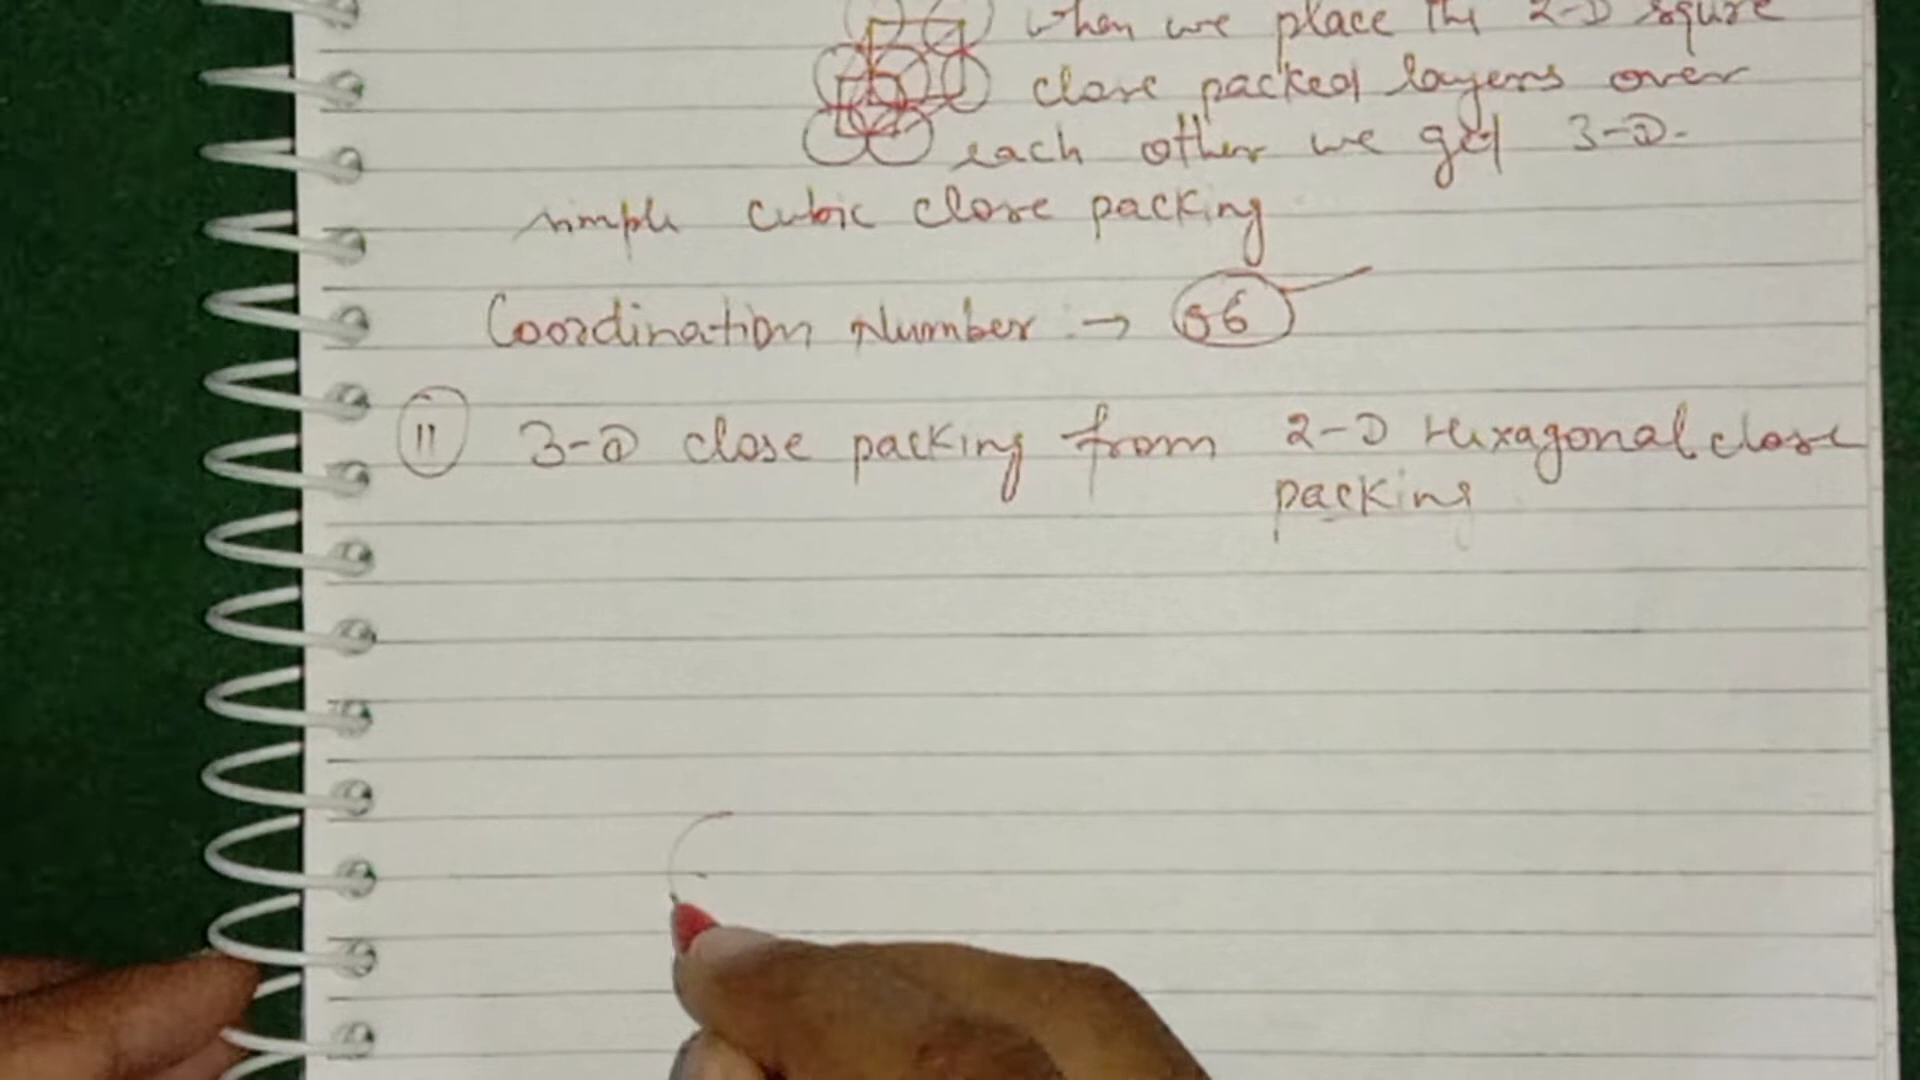 when we place the 2-D squre
close packed layers over
each other we get 3-D-
simple cubic close packing
Coordination Number → 06
II 3-D close packing from 2-D Hexagonal close
packing